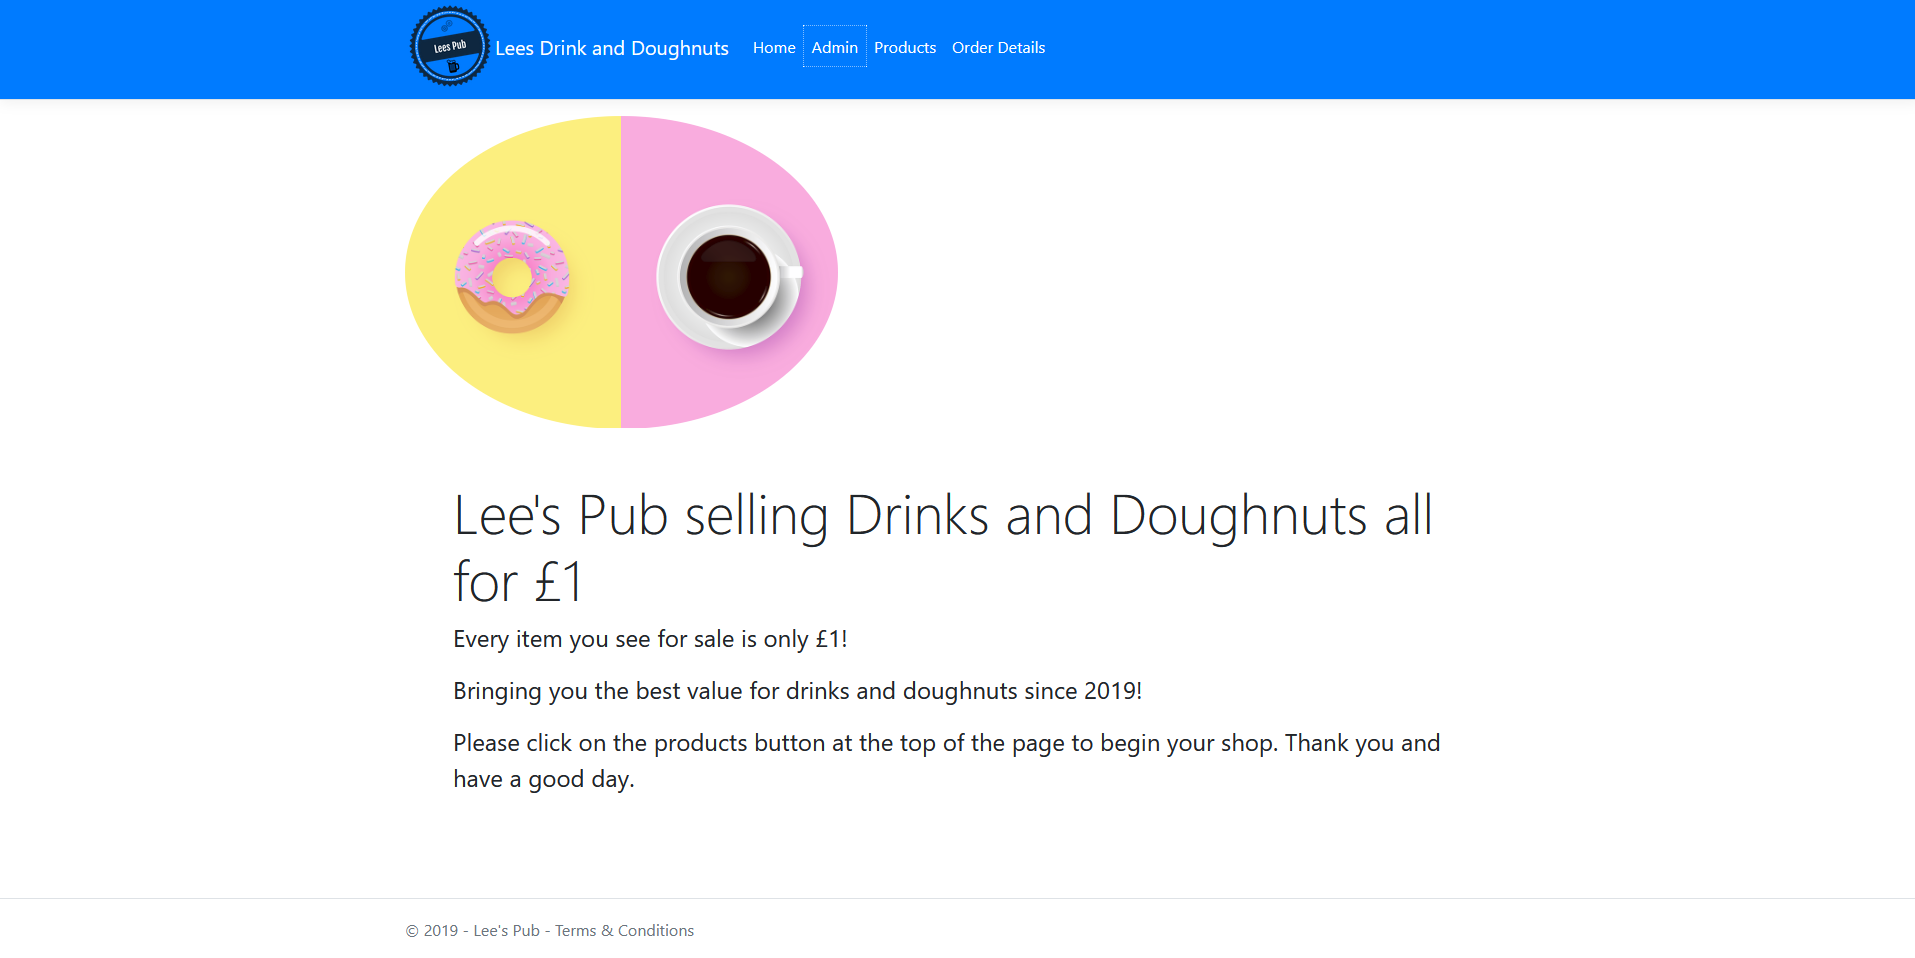 Lees Pub
Lees Drink and Doughnuts Home Admin Products Order Details
Lee's Pub selling Drinks and Doughnuts all
for £1
Every item you see for sale is only £1!
Bringing you the best value for drinks and doughnuts since 2019!
Please click on the products button at the top of the page to begin your shop. Thank you and
have a good day.
© 2019 - Lee's Pub - Terms & Conditions